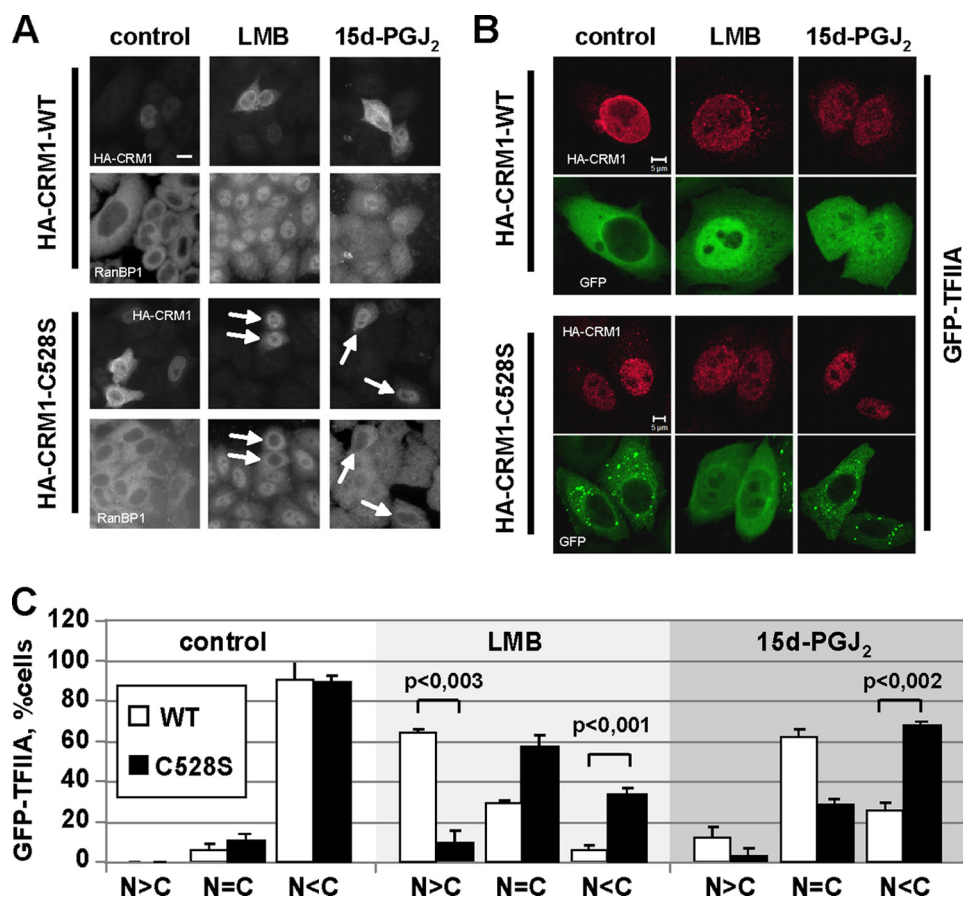 A
control LMB 15d-PGJ2
HA-CRM1-WT
HA-CRM1
RanBP1
HA-CRM1-C528S
HA-CRM1
RanBP1
B
control LMB 15d-PGJ2
HA-CRM1-WT
HA-CRM1
5 µm
GFP
GFP-TFIIA
HA-CRM1-C528S
HA-CRM1
5 µm
GFP
C
GFP-TFIIA, %cells
120
100
80
60
40
20
0
control LMB 15d-PGJ2
WT
C528S
p<0,003
p<0,001
p<0,002
N>C N=C N<C N>C N=C N<C N>C N=C N<C